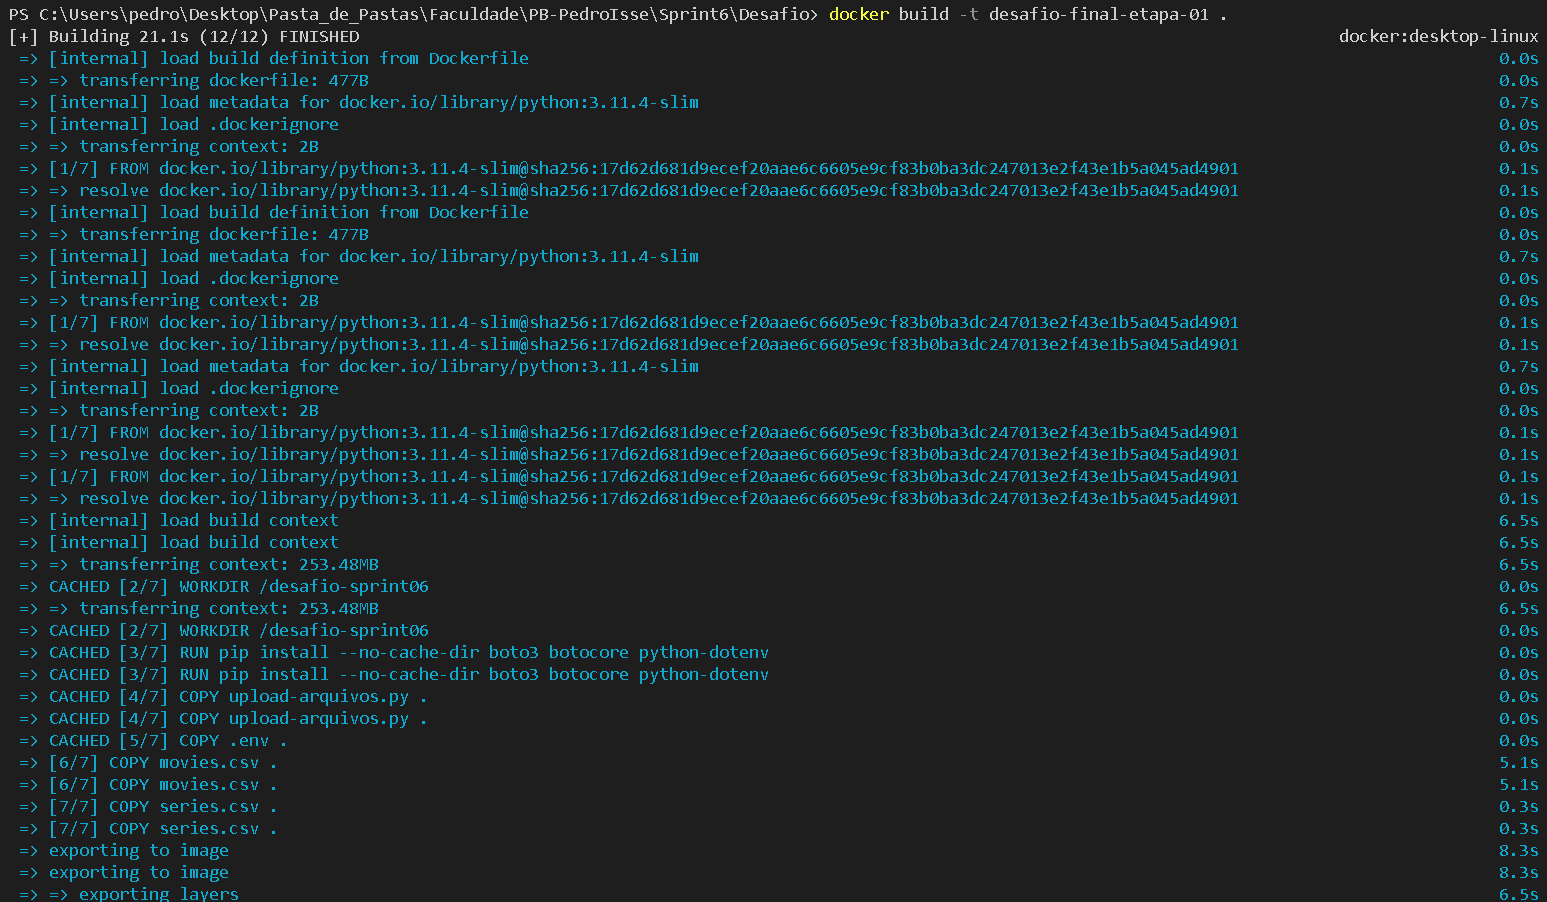 PS C:\Users\pedro\Desktop\Pasta_de_Pastas\Faculdade\PB-PedroIsse\Sprint6\Desafio> docker build -t desafio-final-etapa-01 .
[+] Building 21.1s (12/12) FINISHED docker:desktop-linux
=> [internal] load build definition from Dockerfile 0.0s
=> => transferring dockerfile: 477B 0.0s
=> [internal] load metadata for docker.io/library/python:3.11.4-slim 0.7s
=> [internal] load .dockerignore 0.0s
=> => transferring context: 2B 0.0s
=> [1/7] FROM docker.io/library/python:3.11.4-slim@sha256:17d62d681d9ecef20aae6c6605e9cf83b0ba3dc247013e2f43e1b5a045ad4901 0.1s
=> => resolve docker.io/library/python:3.11.4-slim@sha256:17d62d681d9ecef20aae6c6605e9cf83b0ba3dc247013e2f43e1b5a045ad4901 0.1s
=> [internal] load build definition from Dockerfile 0.0s
=> => transferring dockerfile: 477B 0.0s
=> [internal] load metadata for docker.io/library/python:3.11.4-slim 0.7s
=> [internal] load .dockerignore 0.0s
=> => transferring context: 2B 0.0s
=> [1/7] FROM docker.io/library/python:3.11.4-slim@sha256:17d62d681d9ecef20aae6c6605e9cf83b0ba3dc247013e2f43e1b5a045ad4901 0.1s
=> => resolve docker.io/library/python:3.11.4-slim@sha256:17d62d681d9ecef20aae6c6605e9cf83b0ba3dc247013e2f43e1b5a045ad4901 0.1s
=> [internal] load metadata for docker.io/library/python:3.11.4-slim 0.7s
=> [internal] load .dockerignore 0.0s
=> => transferring context: 2B 0.0s
=> [1/7] FROM docker.io/library/python:3.11.4-slim@sha256:17d62d681d9ecef20aae6c6605e9cf83b0ba3dc247013e2f43e1b5a045ad4901 0.1s
=> => resolve docker.io/library/python:3.11.4-slim@sha256:17d62d681d9ecef20aae6c6605e9cf83b0ba3dc247013e2f43e1b5a045ad4901 0.1s
=> [1/7] FROM docker.io/library/python:3.11.4-slim@sha256:17d62d681d9ecef20aae6c6605e9cf83b0ba3dc247013e2f43e1b5a045ad4901 0.1s
=> => resolve docker.io/library/python:3.11.4-slim@sha256:17d62d681d9ecef20aae6c6605e9cf83b0ba3dc247013e2f43e1b5a045ad4901 0.1s
=> [internal] load build context 6.5s
=> [internal] load build context 6.5s
=> => transferring context: 253.48MB 6.5s
=> CACHED [2/7] WORKDIR /desafio-sprint06 0.0s
=> => transferring context: 253.48MB 6.5s
=> CACHED [2/7] WORKDIR /desafio-sprint06 0.0s
=> CACHED [3/7] RUN pip install --no-cache-dir boto3 botocore python-dotenv 0.0s
=> CACHED [3/7] RUN pip install --no-cache-dir boto3 botocore python-dotenv 0.0s
=> CACHED [4/7] COPY upload-arquivos.py . 0.0s
=> CACHED [4/7] COPY upload-arquivos.py . 0.0s
=> CACHED [5/7] COPY .env . 0.0s
=> [6/7] COPY movies.csv . 5.1s
=> [6/7] COPY movies.csv . 5.1s
=> [7/7] COPY series.csv . 0.3s
=> [7/7] COPY series.csv . 0.3s
=> exporting to image 8.3s
=> exporting to image 8.3s
=> => exporting layers 6.5s